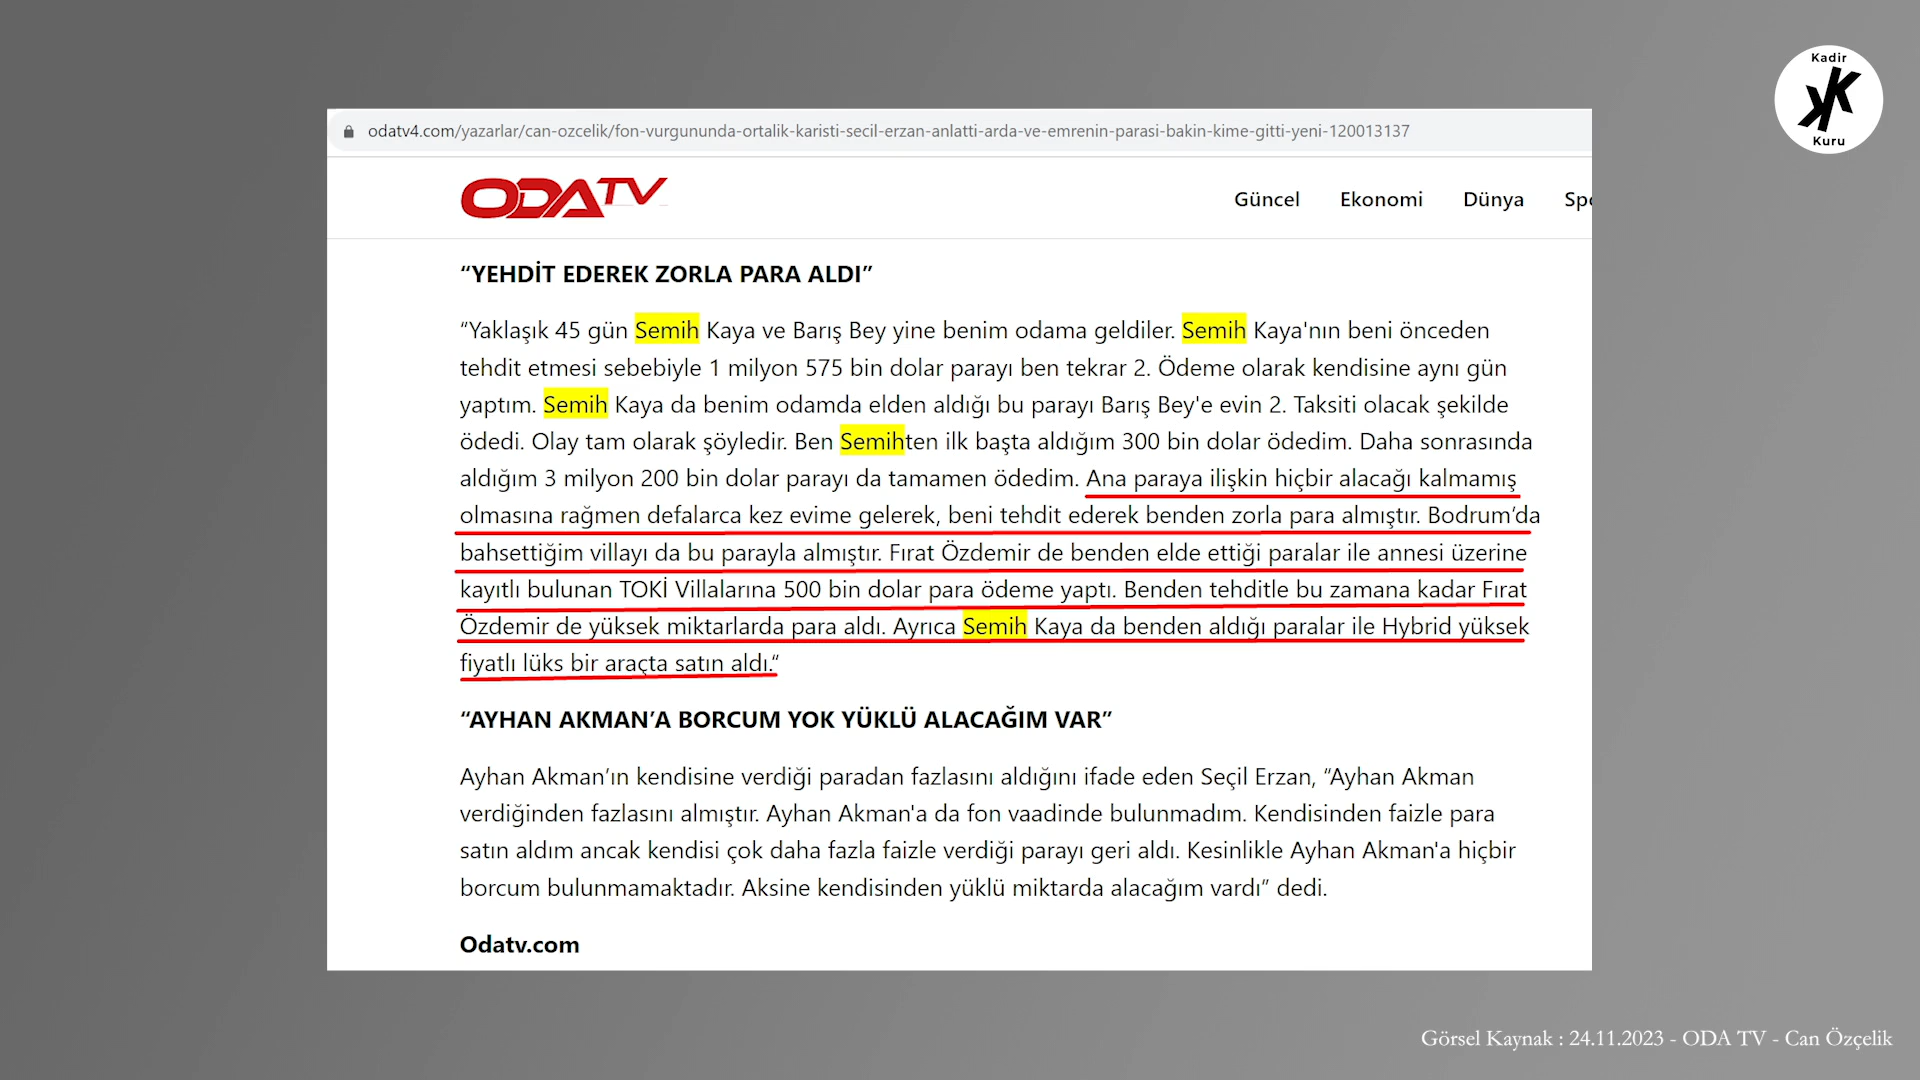 Kadir
KK
Kuru
odatv4.com/yazarlar/can-ozcelik/fon-vurgununda-ortalik-karisti-secil-erzan-anlatti-arda-ve-emrenin-parasi-bakin-kime-gitti-yeni-120013137
ODATV
Güncel Ekonomi Dünya Spo
“YEHDİT EDEREK ZORLA PARA ALDI”
“Yaklaşık 45 gün Semih Kaya ve Barış Bey yine benim odama geldiler. Semih Kaya'nın beni önceden
tehdit etmesi sebebiyle 1 milyon 575 bin dolar parayı ben tekrar 2. Ödeme olarak kendisine aynı gün
yaptım. Semih Kaya da benim odamda elden aldığı bu parayı Barış Bey'e evin 2. Taksiti olacak şekilde
ödedi. Olay tam olarak şöyledir. Ben Semihten ilk başta aldığım 300 bin dolar ödedim. Daha sonrasında
aldığım 3 milyon 200 bin dolar parayı da tamamen ödedim. Ana paraya ilişkin hiçbir alacağı kalmamış
olmasına rağmen defalarca kez evime gelerek, beni tehdit ederek benden zorla para almıştır. Bodrum’da
bahsettiğim villayı da bu parayla almıştır. Fırat Özdemir de benden elde ettiği paralar ile annesi üzerine
kayıtlı bulunan TOKİ Villalarına 500 bin dolar para ödeme yaptı. Benden tehditle bu zamana kadar Fırat
Özdemir de yüksek miktarlarda para aldı. Ayrıca Semih Kaya da benden aldığı paralar ile Hybrid yüksek
fiyatlı lüks bir araçta satın aldı.“
“AYHAN AKMAN’A BORCUM YOK YÜKLÜ ALACAĞIM VAR”
Ayhan Akman’ın kendisine verdiği paradan fazlasını aldığını ifade eden Seçil Erzan, “Ayhan Akman
verdiğinden fazlasını almıştır. Ayhan Akman'a da fon vaadinde bulunmadım. Kendisinden faizle para
satın aldım ancak kendisi çok daha fazla faizle verdiği parayı geri aldı. Kesinlikle Ayhan Akman'a hiçbir
borcum bulunmamaktadır. Aksine kendisinden yüklü miktarda alacağım vardı” dedi.
Odatv.com
Görsel Kaynak : 24.11.2023 - ODA TV - Can Özçelik